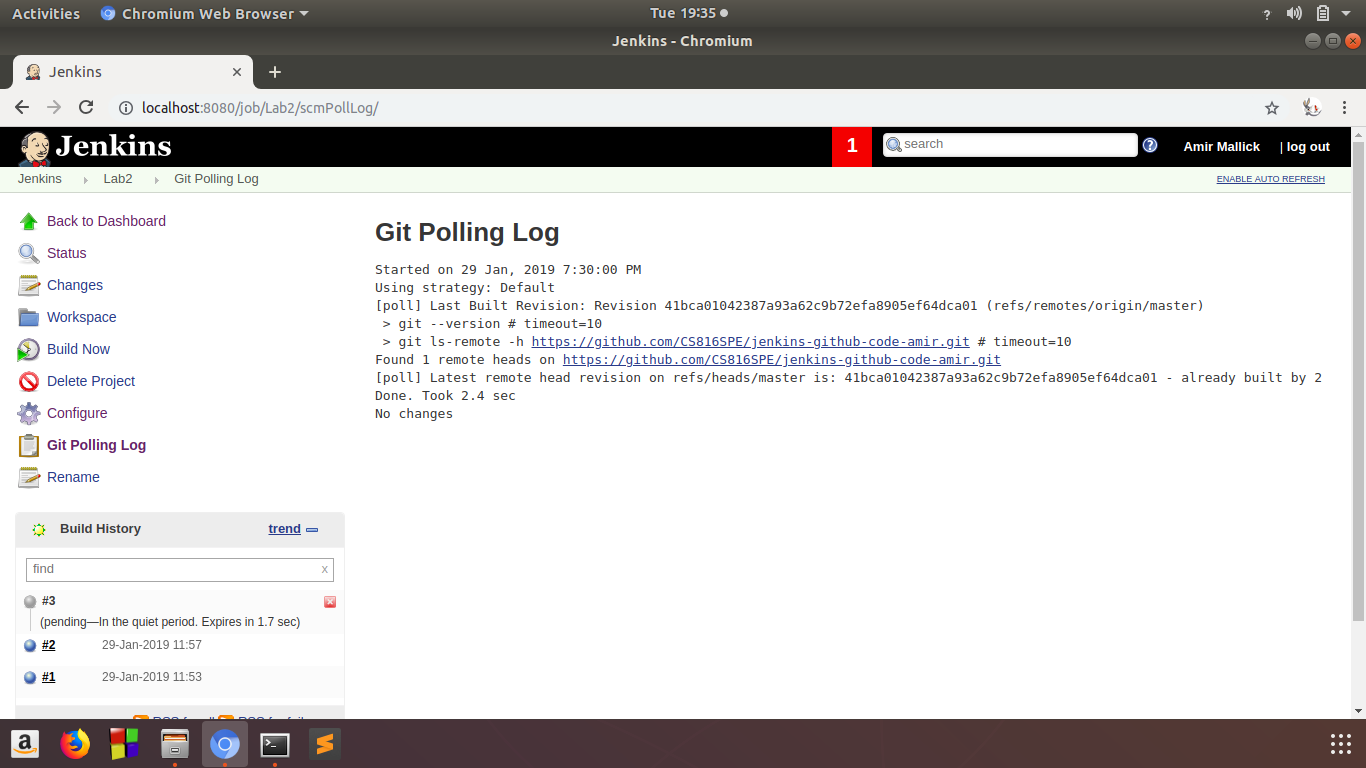 Activities
Chromium Web Browser
Tue 19:35
?
Jenkins - Chromium
Jenkins
localhost:8080/job/Lab2/scmPollLog/
Jenkins
1
search
?
Amir Mallick
| log out
Jenkins
Lab2
Git Polling Log
ENABLE AUTO REFRESH
Back to Dashboard
Status
Changes
Workspace
Build Now
Delete Project
Configure
Git Polling Log
Rename
Git Polling Log
Started on 29 Jan, 2019 7:30:00 PM
Using strategy: Default
[poll] Last Built Revision: Revision 41bca01042387a93a62c9b72efa8905ef64dca01 (refs/remotes/origin/master)
> git --version # timeout=10
> git ls-remote -h https://github.com/CS816SPE/jenkins-github-code-amir.git # timeout=10
Found 1 remote heads on https://github.com/CS816SPE/jenkins-github-code-amir.git
[poll] Latest remote head revision on refs/heads/master is: 41bca01042387a93a62c9b72efa8905ef64dca01 - already built by 2
Done. Took 2.4 sec
No changes
Build History
trend
find
x
#3
(pending—In the quiet period. Expires in 1.7 sec)
#2 29-Jan-2019 11:57
#1 29-Jan-2019 11:53